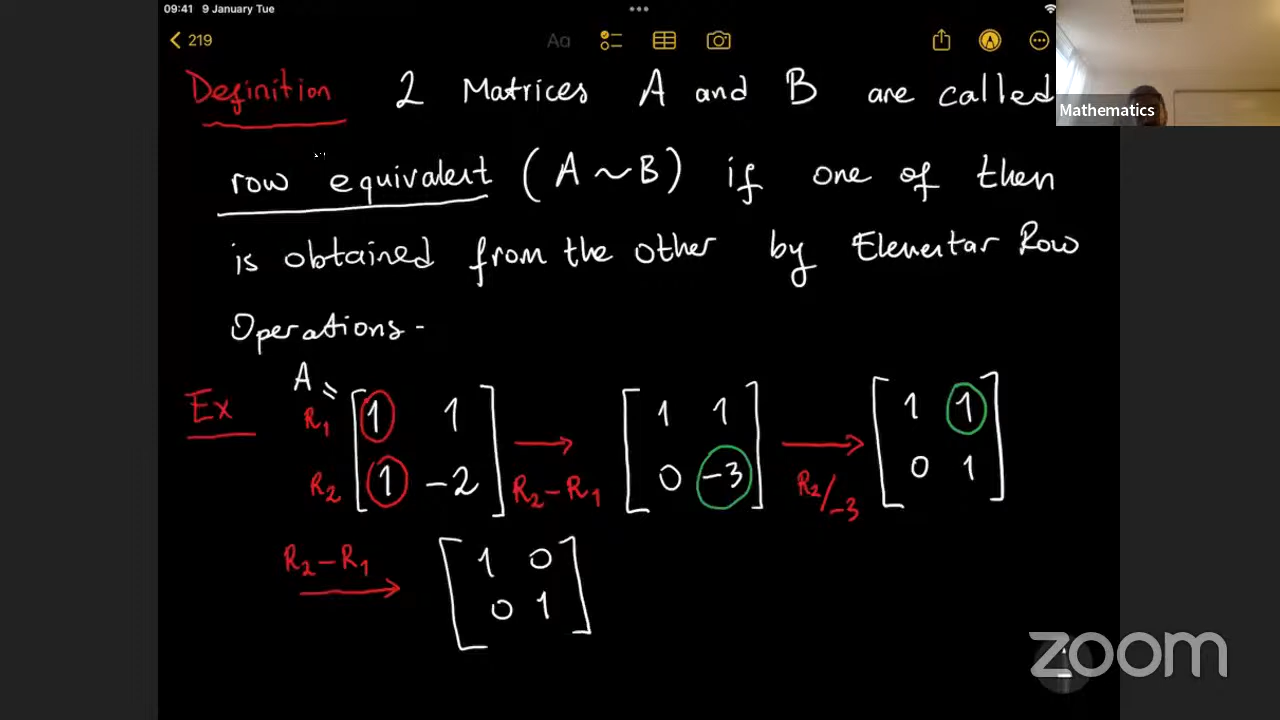 09:41 9 January Tue
219
Aa
Mathematics
Definition 2 Matrices A and B are called
row equivalent (A ~ B) if one of then
is obtained from the other by Elementar Row
Operations -
Ex A =
R1 [ 1 1 ] → R2 - R1 [ 1 1 ] → R2/-3 [ 1 1 ]
R2 [ 1 -2 ] [ 0 -3 ] [ 0 1 ]
R2 - R1 → [ 1 0 ]
[ 0 1 ]
zoom